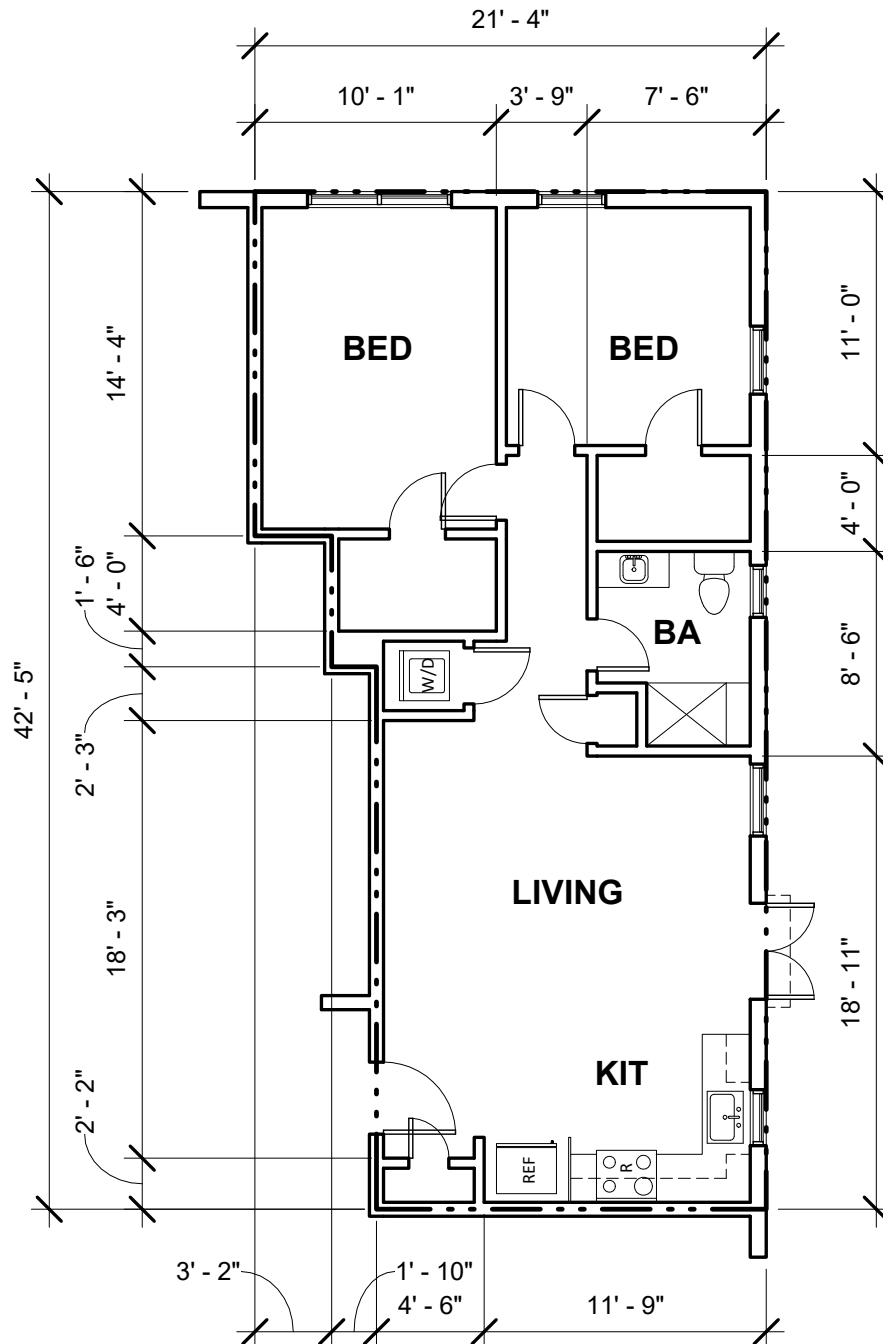 21' - 4"
10' - 1"
3' - 9"
7' - 6"
42' - 5"
14' - 4"
1' - 6"
4' - 0"
2' - 3"
18' - 3"
2' - 2"
BED
BED
BA
W/D
LIVING
KIT
REF
R
11' - 0"
4' - 0"
8' - 6"
18' - 11"
3' - 2"
1' - 10"
4' - 6"
11' - 9"